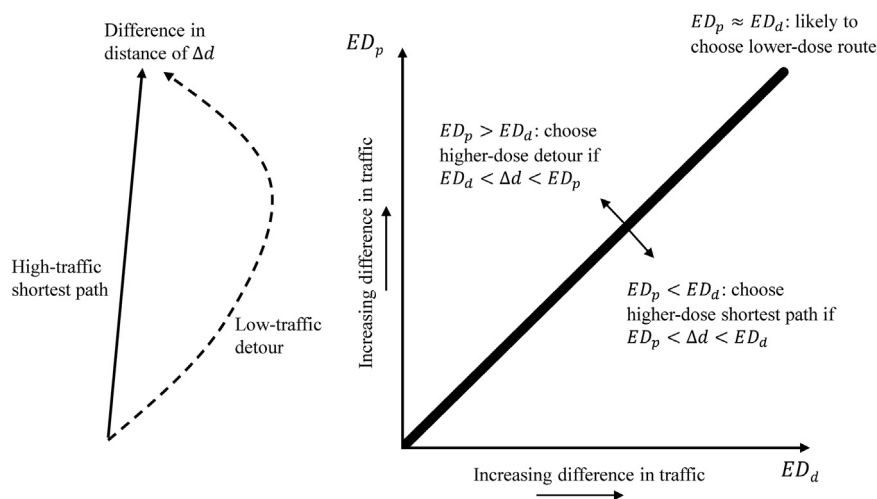 Difference in
distance of Δd
High-traffic
shortest path
Low-traffic
detour
ED_p
ED_p ≈ ED_d: likely to
choose lower-dose route
ED_p > ED_d: choose
higher-dose detour if
ED_d < Δd < ED_p
Increasing difference in traffic
ED_p < ED_d: choose
higher-dose shortest path if
ED_p < Δd < ED_d
Increasing difference in traffic
ED_d